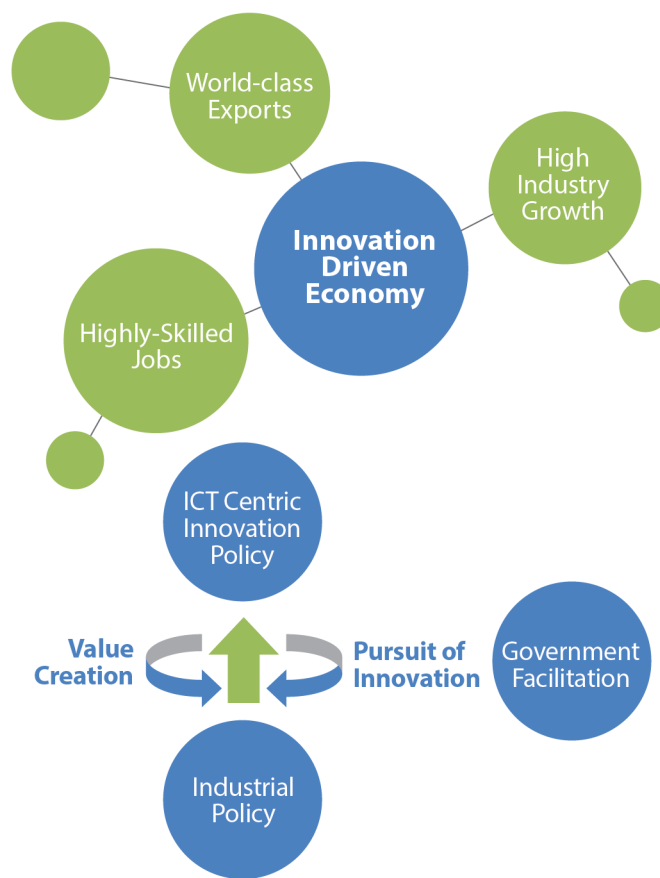 World-class
Exports
High
Industry
Growth
Innovation
Driven
Economy
Highly-Skilled
Jobs
ICT Centric
Innovation
Policy
Value
Creation
Pursuit of
Innovation
Government
Facilitation
Industrial
Policy